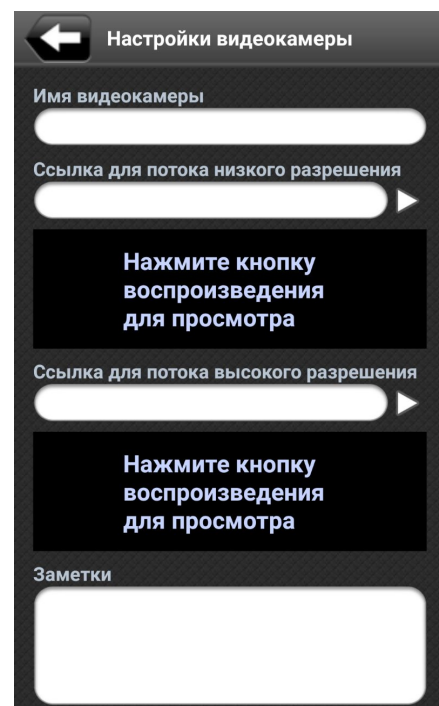 Настройки видеокамеры
Имя видеокамеры
Ссылка для потока низкого разрешения
Нажмите кнопку
воспроизведения
для просмотра
Ссылка для потока высокого разрешения
Нажмите кнопку
воспроизведения
для просмотра
Заметки